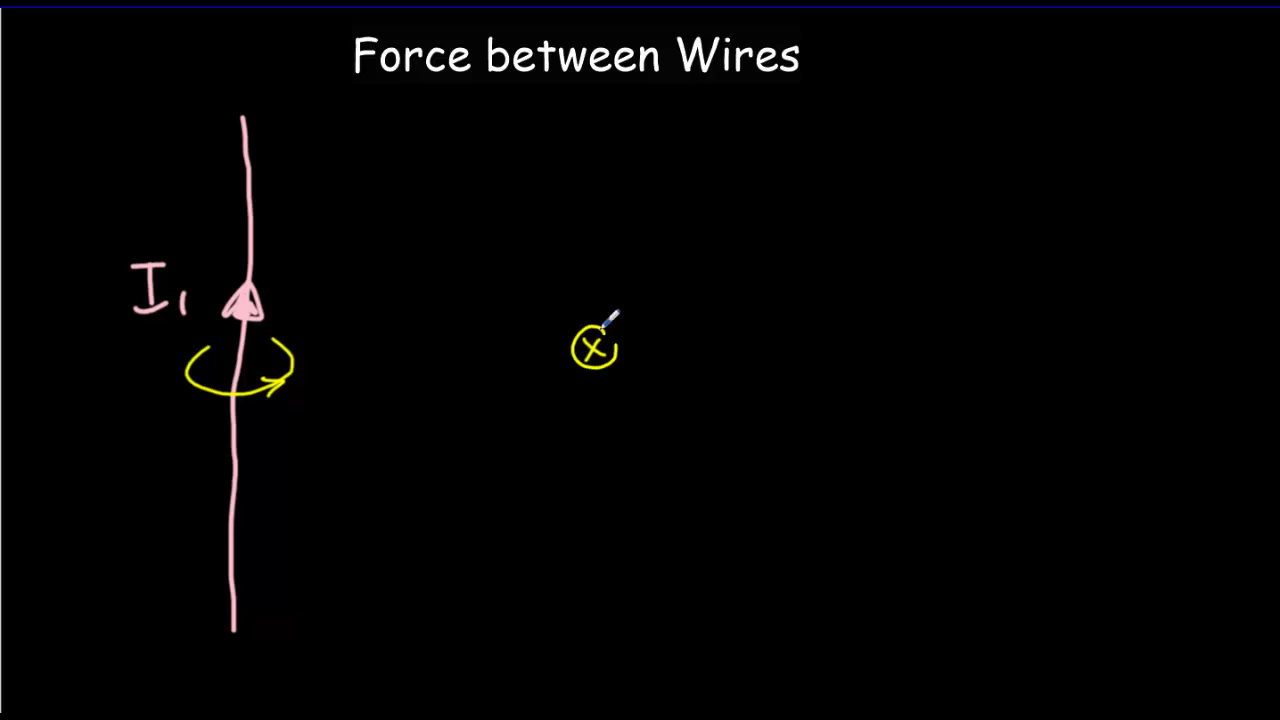 Force between Wires
I₁
x